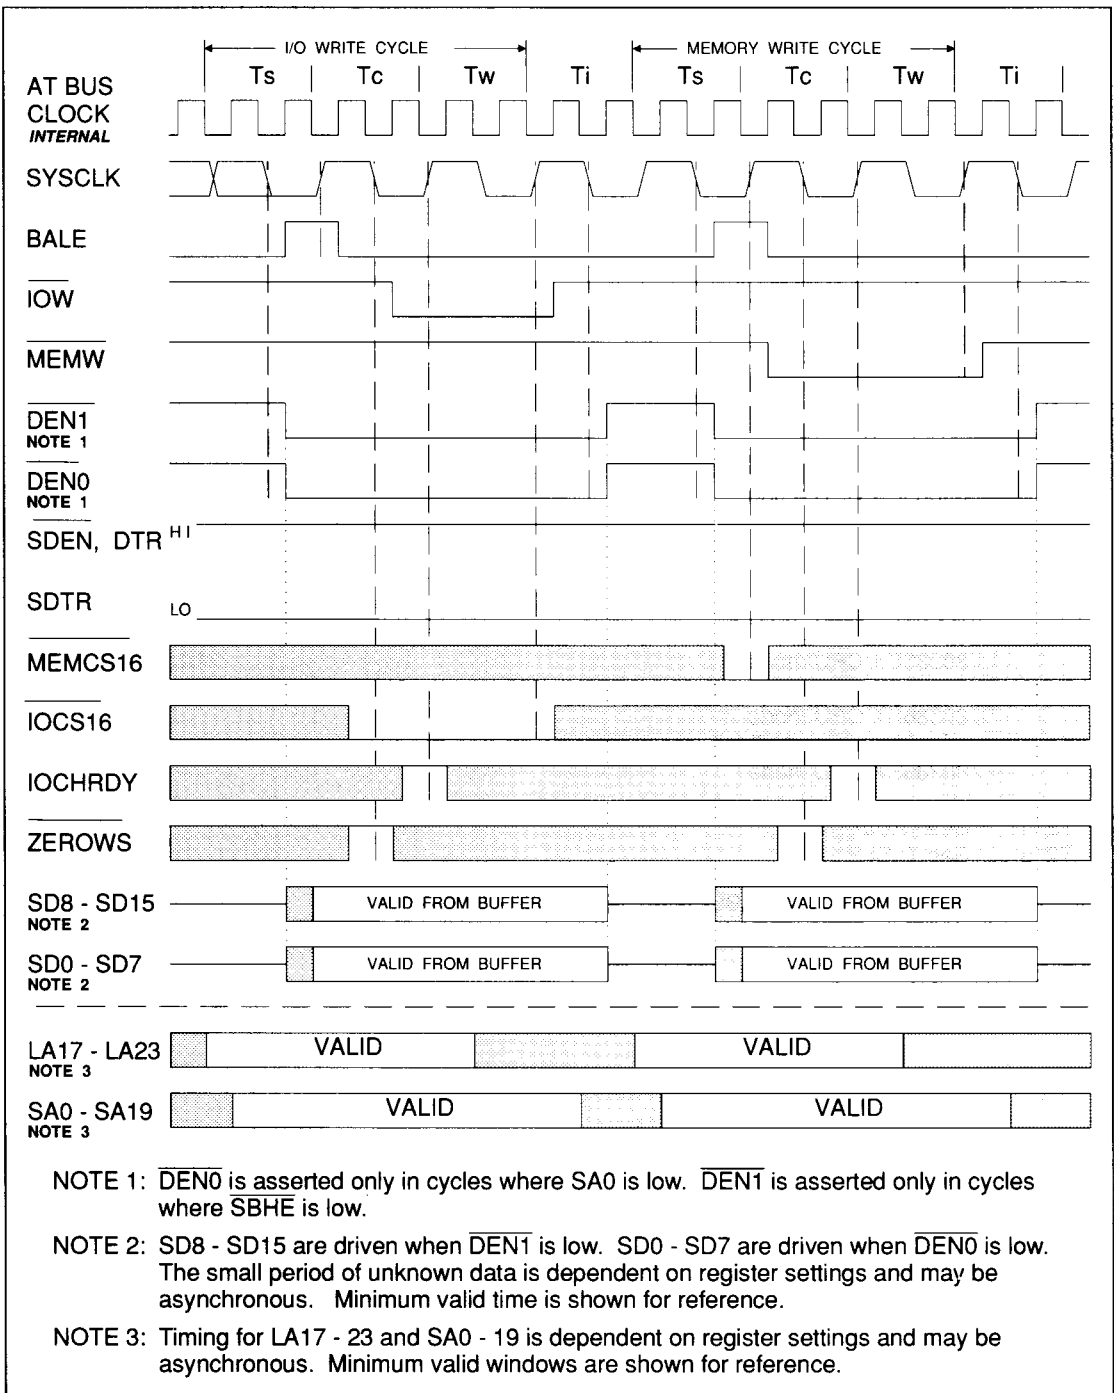 I/O WRITE CYCLE MEMORY WRITE CYCLE
Ts Tc Tw Ti Ts Tc Tw Ti
AT BUS
CLOCK
INTERNAL
SYSCLK
BALE
IOW
MEMW
DEN1
NOTE 1
DEN0
NOTE 1
SDEN, DTR HI
SDTR LO
MEMCS16
IOCS16
IOCHRDY
ZEROWS
SD8 - SD15 VALID FROM BUFFER VALID FROM BUFFER
NOTE 2
SD0 - SD7 VALID FROM BUFFER VALID FROM BUFFER
NOTE 2
LA17 - LA23 VALID VALID
NOTE 3
SA0 - SA19 VALID VALID
NOTE 3
NOTE 1: DEN0 is asserted only in cycles where SA0 is low. DEN1 is asserted only in cycles
where SBHE is low.
NOTE 2: SD8 - SD15 are driven when DEN1 is low. SD0 - SD7 are driven when DEN0 is low.
The small period of unknown data is dependent on register settings and may be
asynchronous. Minimum valid time is shown for reference.
NOTE 3: Timing for LA17 - 23 and SA0 - 19 is dependent on register settings and may be
asynchronous. Minimum valid windows are shown for reference.